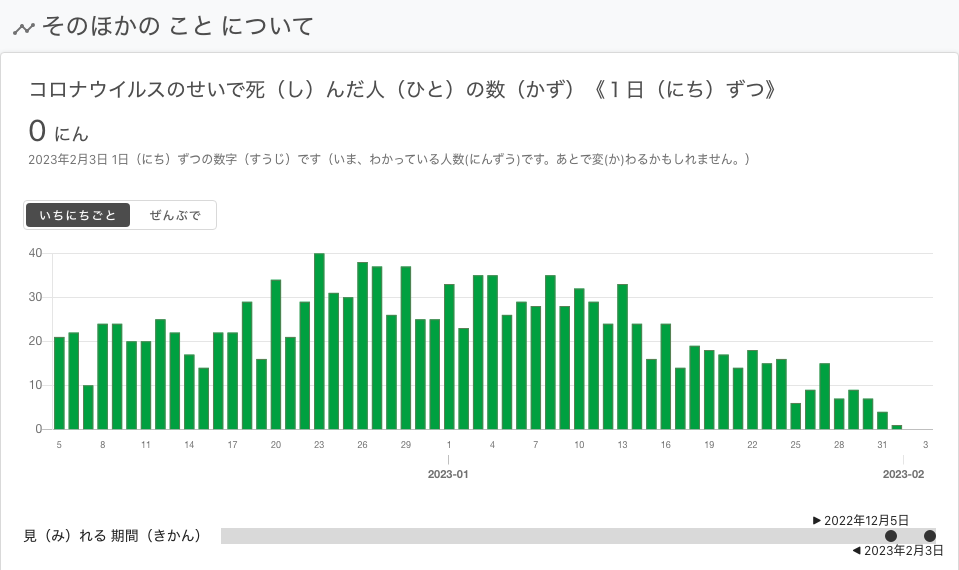 そのほかの こと について
コロナウイルスのせいで死（し）んだ人（ひと）の数（かず）《１日（にち）ずつ》
0 にん
2023年2月3日 1日（にち）ずつの数字（すうじ）です（いま、わかっている人数(にんずう)です。あとで変(か)わるかもしれません。）
いちにちごと ぜんぶで
40
30
20
10
0
5 8 11 14 17 20 23 26 29 1 4 7 10 13 16 19 22 25 28 31 3
2023-01 2023-02
▶ 2022年12月5日
見（み）れる 期間（きかん）
◀ 2023年2月3日